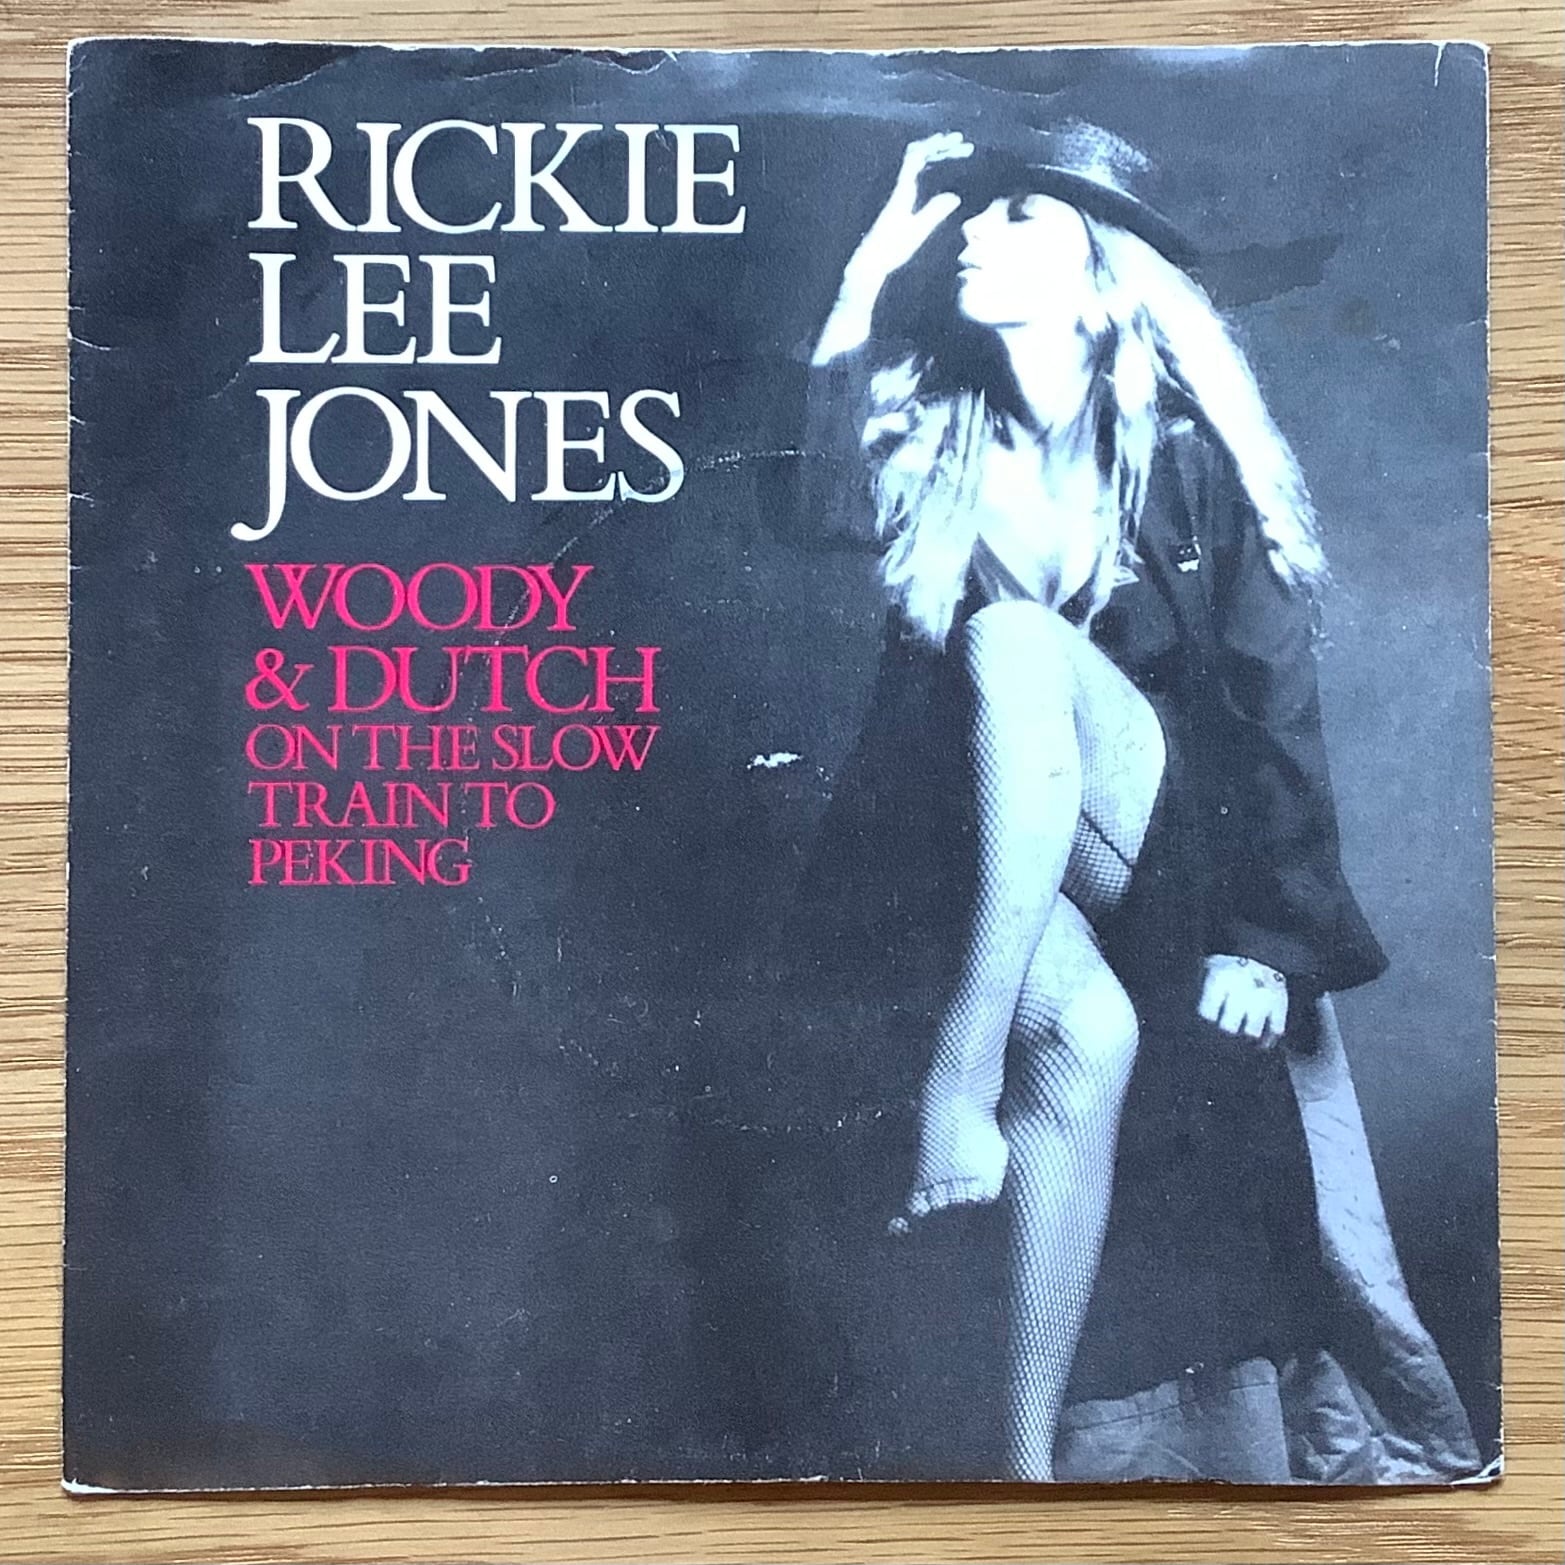 RICKIE
LEE
JONES
WOODY
& DUTCH
ON THE SLOW
TRAIN TO
PEKING